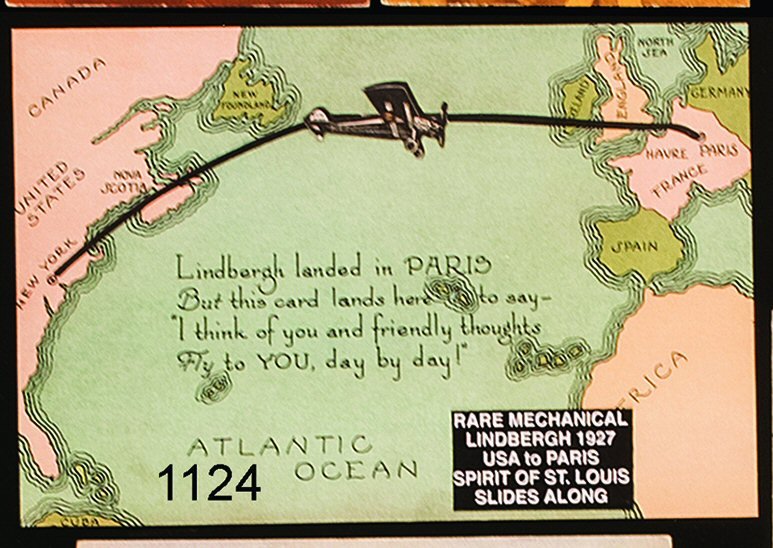 CANADA
NEW
FOUNDLAND
NORTH
SEA
ENGLAND
GERMANY
UNITED
STATES
NOVA
SCOTIA
HAVRE PARIS
FRANCE
NEW YORK
SPAIN
Lindbergh landed in PARIS
But this card lands here to say-
"I think of you and friendly thoughts
Fly to YOU, day by day!"
RICA
ATLANTIC
OCEAN
1124
RARE MECHANICAL
LINDBERGH 1927
USA to PARIS
SPIRIT OF ST. LOUIS
SLIDES ALONG
CUBA